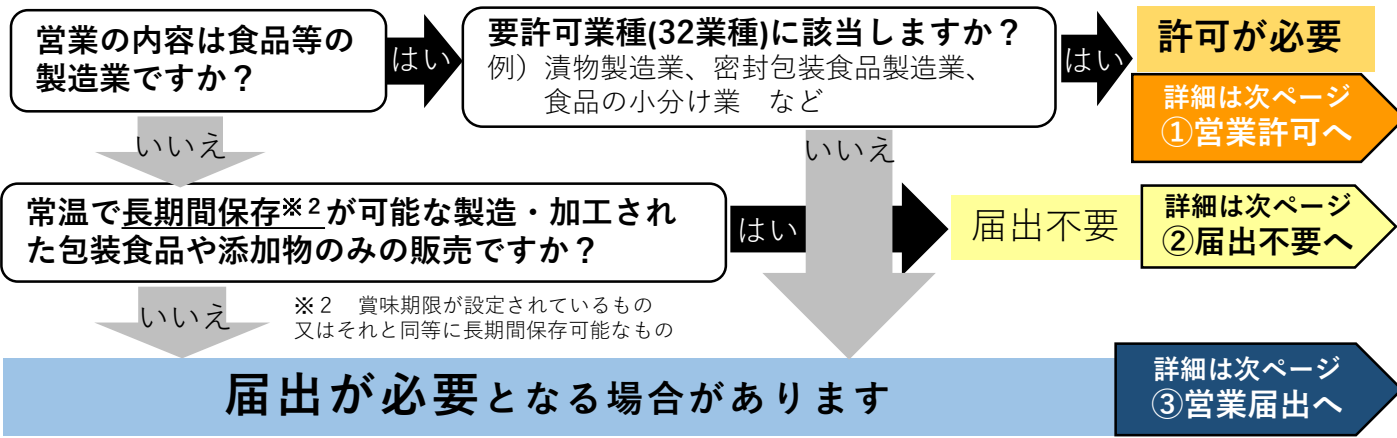 営業の内容は食品等の
製造業ですか？
はい
要許可業種(32業種)に該当しますか？
例）漬物製造業、密封包装食品製造業、
食品の小分け業　など
はい
許可が必要
詳細は次ページ
①営業許可へ
いいえ
いいえ
常温で長期間保存※２が可能な製造・加工され
た包装食品や添加物のみの販売ですか？
はい
届出不要
詳細は次ページ
②届出不要へ
いいえ
※２　賞味期限が設定されているもの
又はそれと同等に長期間保存可能なもの
届出が必要となる場合があります
詳細は次ページ
③営業届出へ